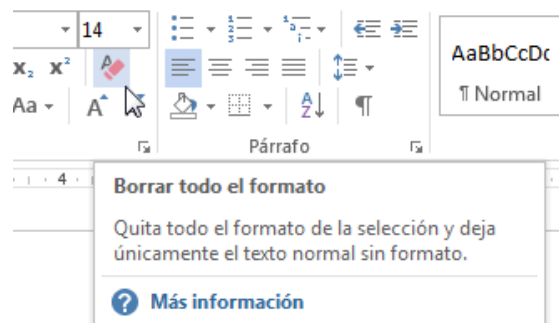 14
AaBbCcDc
x₂ x²
Aa
A
¶ Normal
Párrafo
4
Borrar todo el formato
Quita todo el formato de la selección y deja
únicamente el texto normal sin formato.
Más información